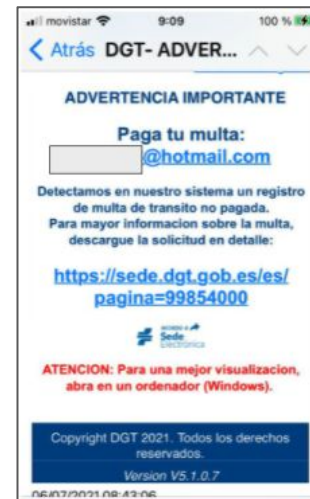 movistar 9:09 100 %
Atrás DGT- ADVER...
ADVERTENCIA IMPORTANTE
Paga tu multa:
@hotmail.com
Detectamos en nuestro sistema un registro
de multa de transito no pagada.
Para mayor informacion sobre la multa,
descargue la solicitud en detalle:
https://sede.dgt.gob.es/es/
pagina=99854000
Sede
Electrónica
ATENCION: Para una mejor visualizacion,
abra en un ordenador (Windows).
Copyright DGT 2021. Todos los derechos
reservados.
Version V5.1.0.7
06/07/2021 08:43:06